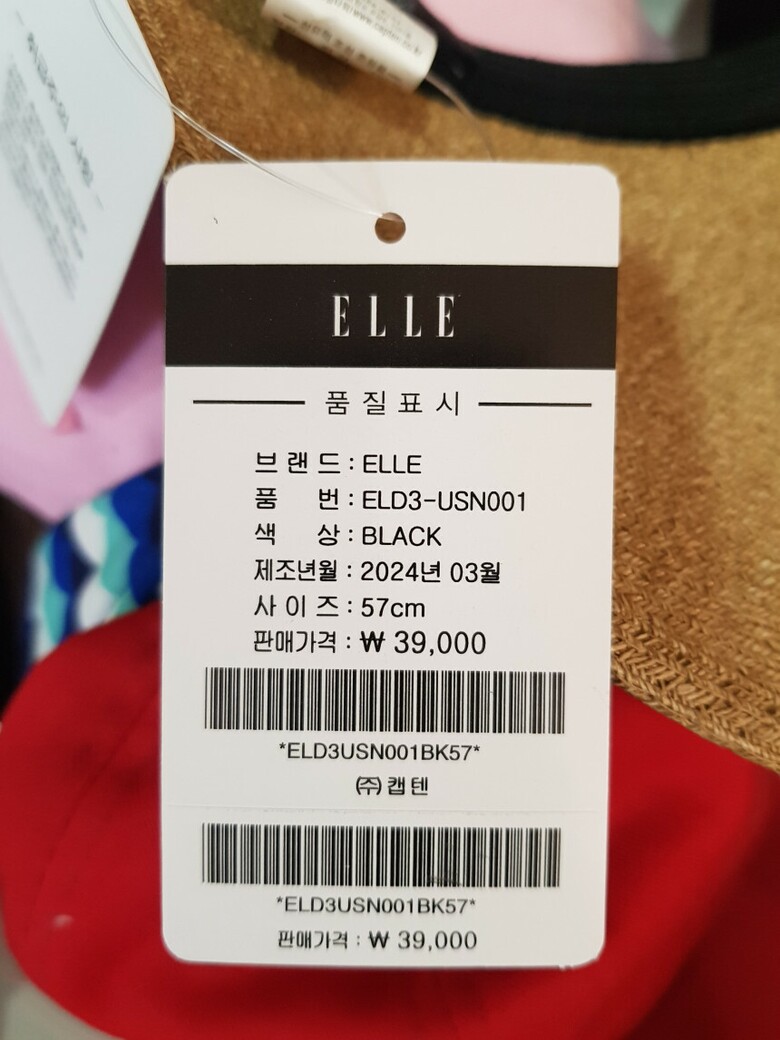 ELLE
품질표시
브랜드 : ELLE
품 번 : ELD3-USN001
색 상 : BLACK
제조년월 : 2024년 03월
사이즈 : 57cm
판매가격 : ₩ 39,000
*ELD3USN001BK57*
㈜캡텐
*ELD3USN001BK57*
판매가격 : ₩ 39,000